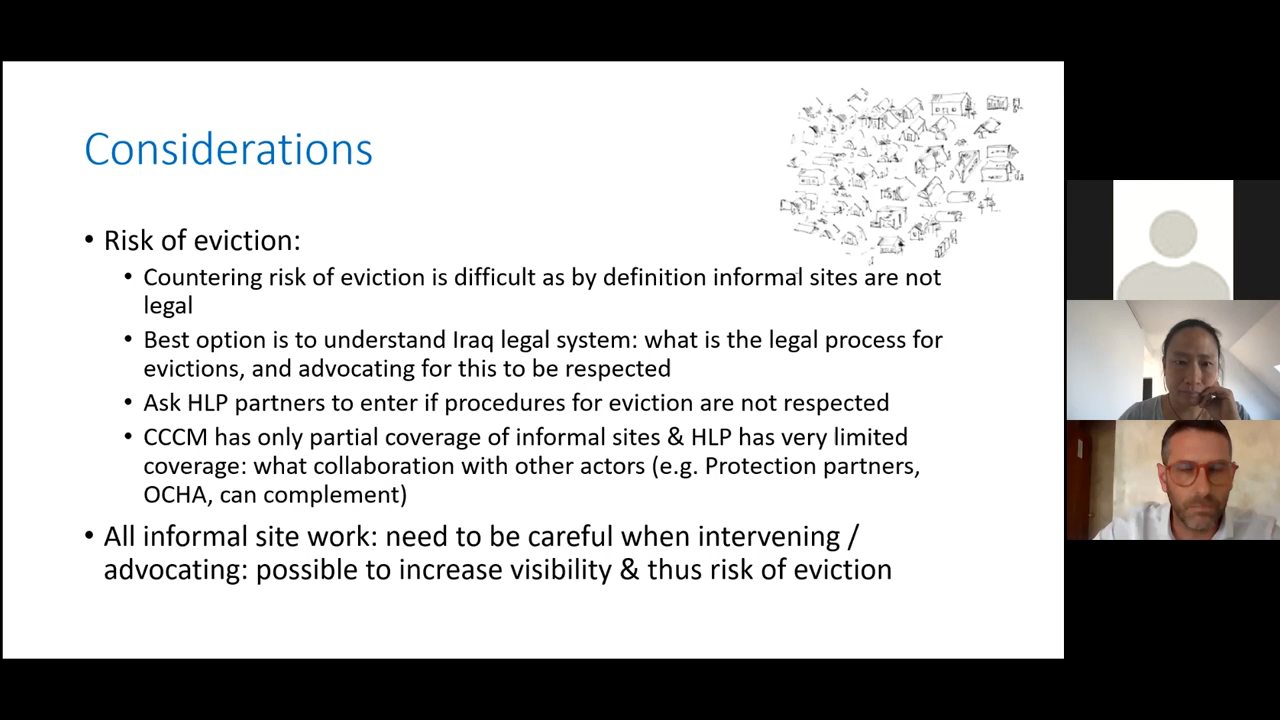 Considerations
• Risk of eviction:
• Countering risk of eviction is difficult as by definition informal sites are not
legal
• Best option is to understand Iraq legal system: what is the legal process for
evictions, and advocating for this to be respected
• Ask HLP partners to enter if procedures for eviction are not respected
• CCCM has only partial coverage of informal sites & HLP has very limited
coverage: what collaboration with other actors (e.g. Protection partners,
OCHA, can complement)
• All informal site work: need to be careful when intervening /
advocating: possible to increase visibility & thus risk of eviction